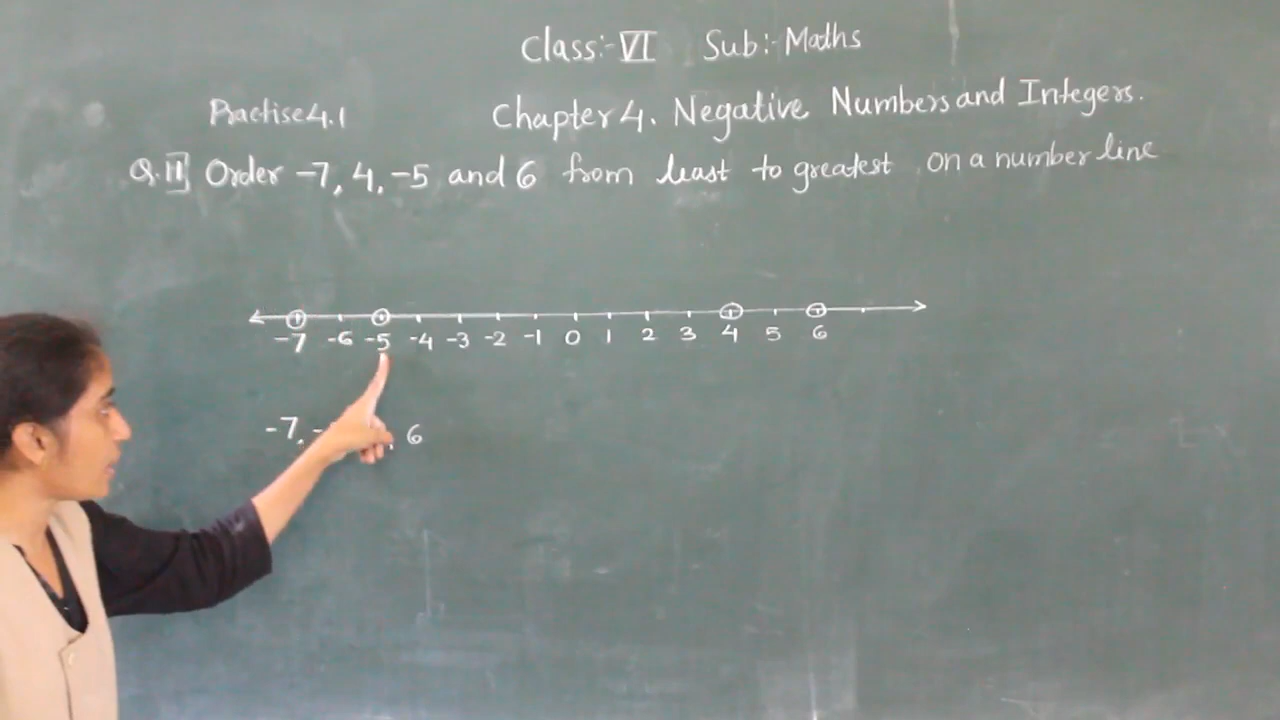 Class:- VI Sub:- Maths
Practise 4.1 Chapter 4. Negative Numbers and Integers.
Q.11] Order -7, 4, -5 and 6 from least to greatest on a number line
-7 -6 -5 -4 -3 -2 -1 0 1 2 3 4 5 6
-7, - , 6